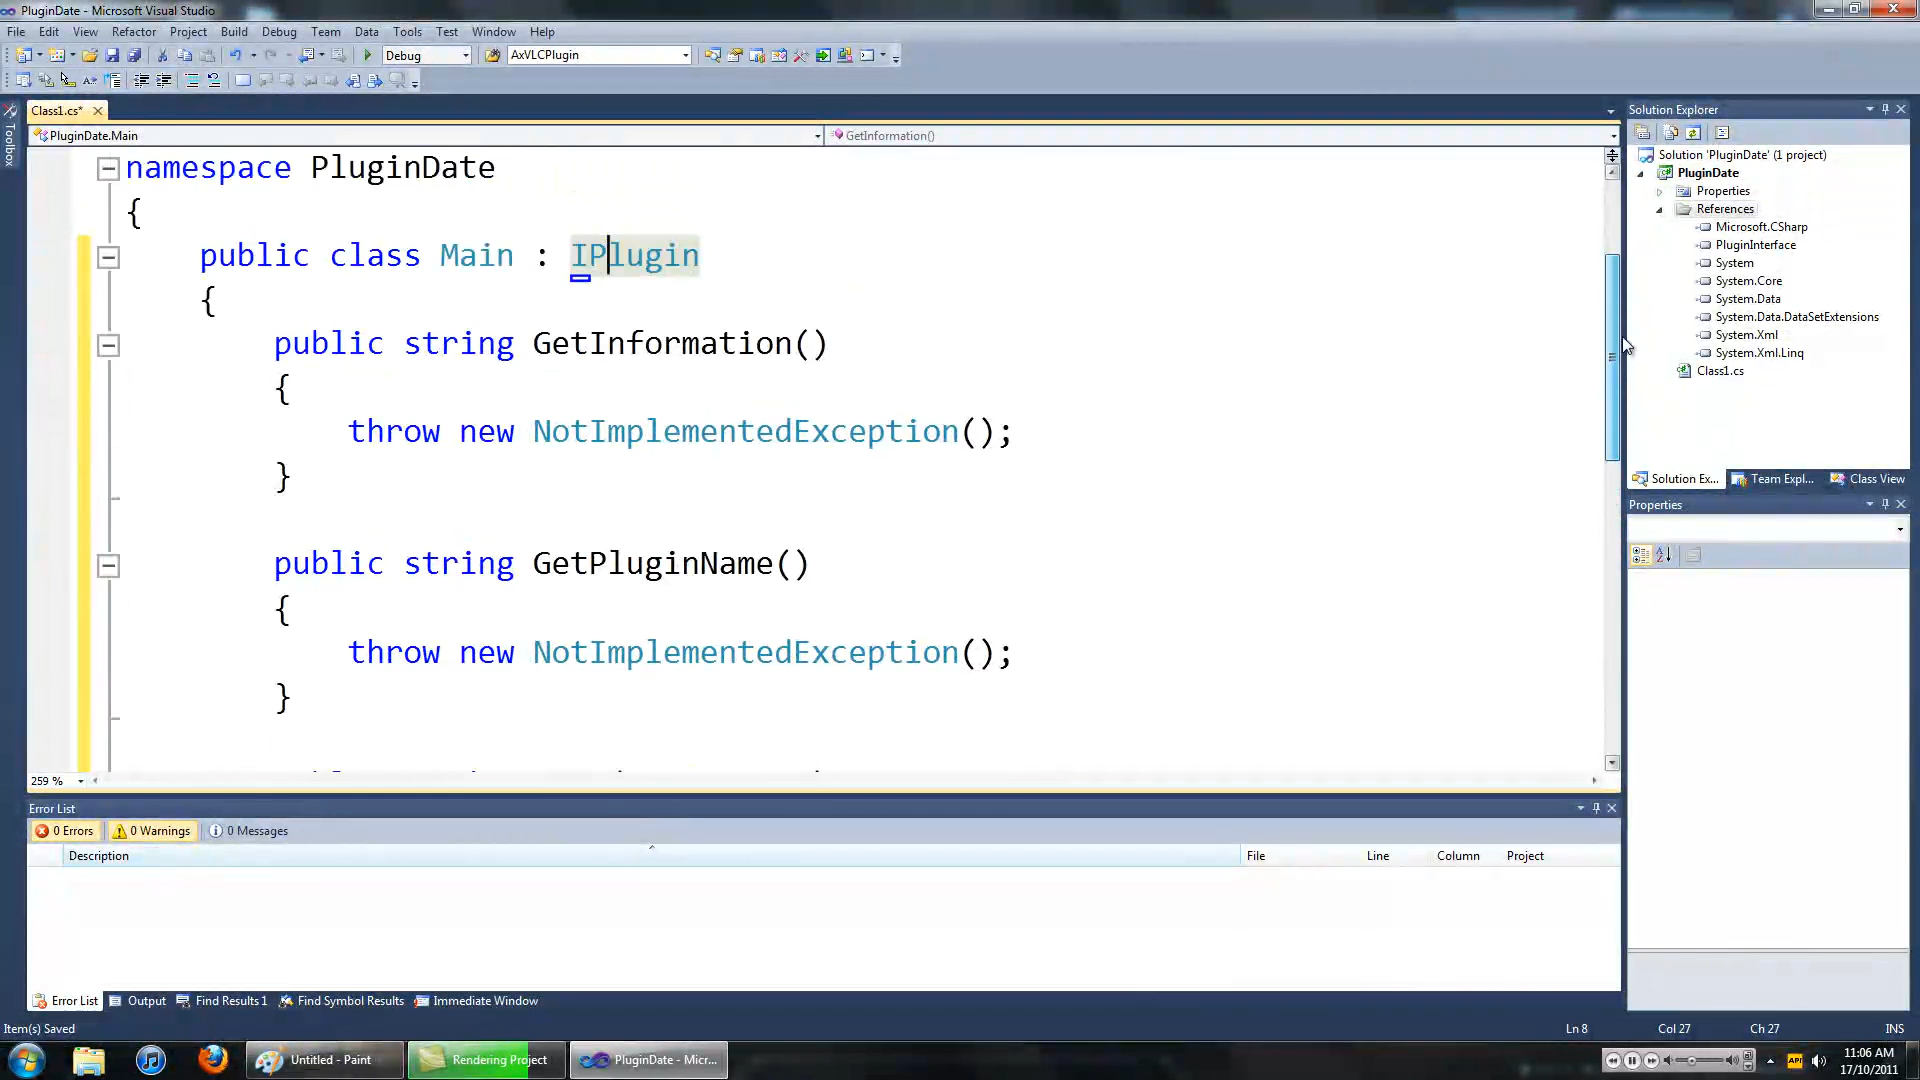 PluginDate - Microsoft Visual Studio
File Edit View Refactor Project Build Debug Team Data Tools Test Window Help
Debug AxVLCPlugin
Class1.cs*
PluginDate.Main GetInformation()
Toolbox
namespace PluginDate
{
public class Main : IPlugin
{
public string GetInformation()
{
throw new NotImplementedException();
}
public string GetPluginName()
{
throw new NotImplementedException();
}
259 %
Solution Explorer
Solution 'PluginDate' (1 project)
PluginDate
Properties
References
Microsoft.CSharp
PluginInterface
System
System.Core
System.Data
System.Data.DataSetExtensions
System.Xml
System.Xml.Linq
Class1.cs
Solution Ex... Team Expl... Class View
Properties
Error List
0 Errors 0 Warnings 0 Messages
Description File Line Column Project
Error List Output Find Results 1 Find Symbol Results Immediate Window
Item(s) Saved Ln 8 Col 27 Ch 27 INS
Untitled - Paint Rendering Project PluginDate - Micr...
API
11:06 AM
17/10/2011